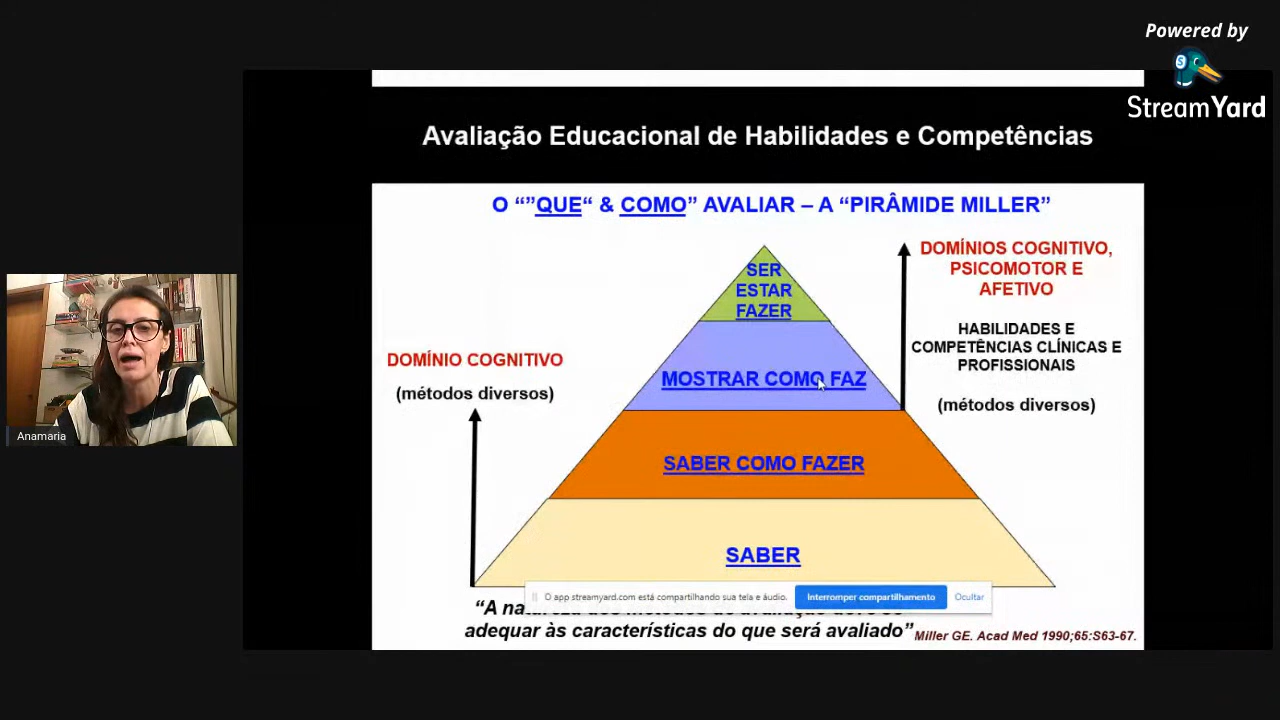 Powered by
StreamYard
Avaliação Educacional de Habilidades e Competências
O “”QUE“ & COMO” AVALIAR – A “PIRÂMIDE MILLER”
SER
ESTAR
FAZER
MOSTRAR COMO FAZ
SABER COMO FAZER
SABER
DOMÍNIO COGNITIVO
(métodos diversos)
DOMÍNIOS COGNITIVO,
PSICOMOTOR E
AFETIVO
HABILIDADES E
COMPETÊNCIAS CLÍNICAS E
PROFISSIONAIS
(métodos diversos)
Anamaria
O app streamyard.com está compartilhando sua tela e áudio.
Interromper compartilhamento
Ocultar
“A
adequar às características do que será avaliado”
Miller GE. Acad Med 1990;65:S63-67.